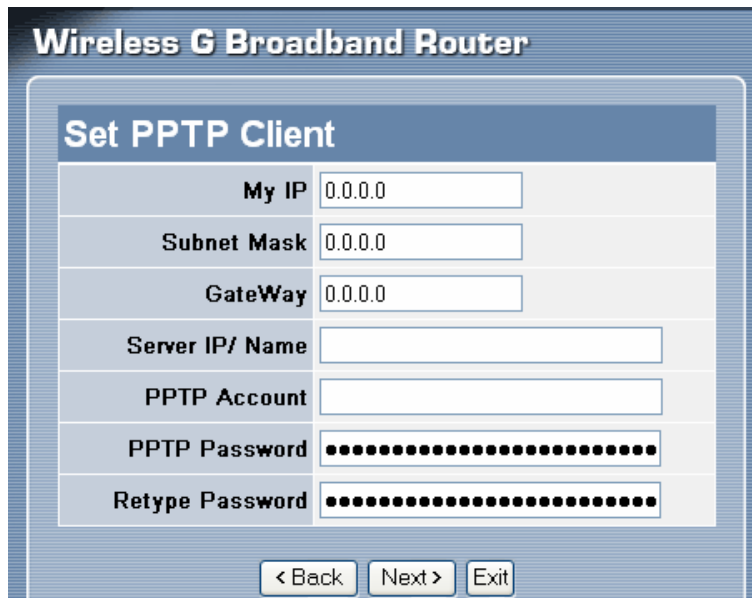 Wireless G Broadband Router
Set PPTP Client
My IP 0.0.0.0
Subnet Mask 0.0.0.0
GateWay 0.0.0.0
Server IP/ Name
PPTP Account
PPTP Password ●●●●●●●●●●●●●●●●●●●●●●●●●●
Retype Password ●●●●●●●●●●●●●●●●●●●●●●●●●●
< Back Next > Exit